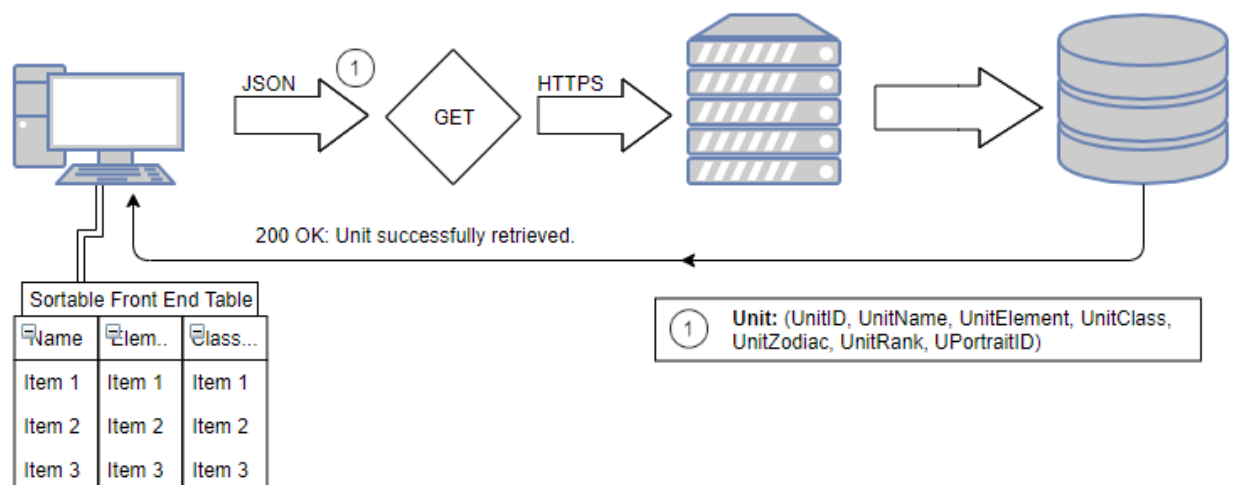 JSON
1
GET
HTTPS
200 OK: Unit successfully retrieved.
Sortable Front End Table
Name Elem.. Class...
Item 1 Item 1 Item 1
Item 2 Item 2 Item 2
Item 3 Item 3 Item 3
1
Unit: (UnitID, UnitName, UnitElement, UnitClass,
UnitZodiac, UnitRank, UPortraitID)